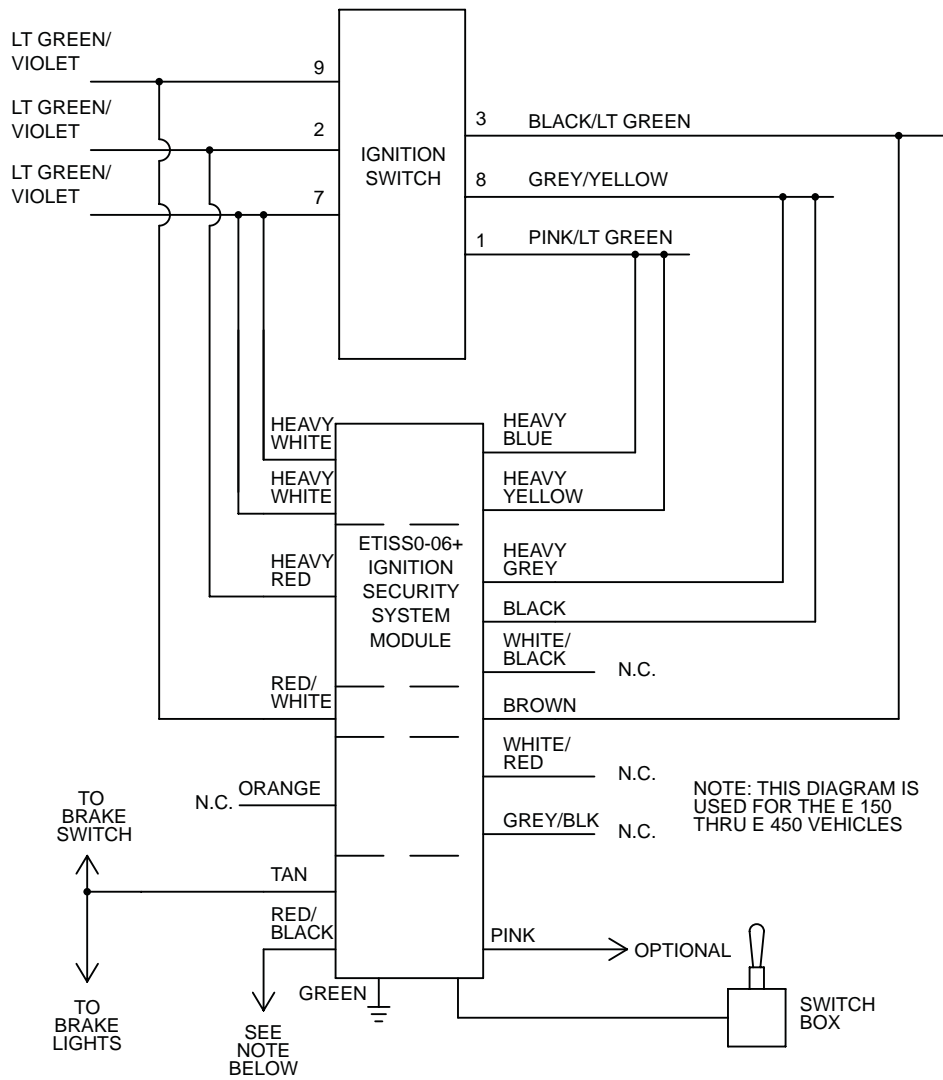 LT GREEN/
VIOLET
9
LT GREEN/
VIOLET
2
LT GREEN/
VIOLET
7
IGNITION
SWITCH
3
BLACK/LT GREEN
8
GREY/YELLOW
1
PINK/LT GREEN
HEAVY
WHITE
HEAVY
WHITE
HEAVY
RED
RED/
WHITE
N.C.
ORANGE
TO
BRAKE
SWITCH
TAN
RED/
BLACK
TO
BRAKE
LIGHTS
SEE
NOTE
BELOW
GREEN
ETISS0-06+
IGNITION
SECURITY
SYSTEM
MODULE
HEAVY
BLUE
HEAVY
YELLOW
HEAVY
GREY
BLACK
WHITE/
BLACK
N.C.
BROWN
WHITE/
RED
N.C.
GREY/BLK
N.C.
NOTE: THIS DIAGRAM IS
USED FOR THE E 150
THRU E 450 VEHICLES
PINK
OPTIONAL
SWITCH
BOX